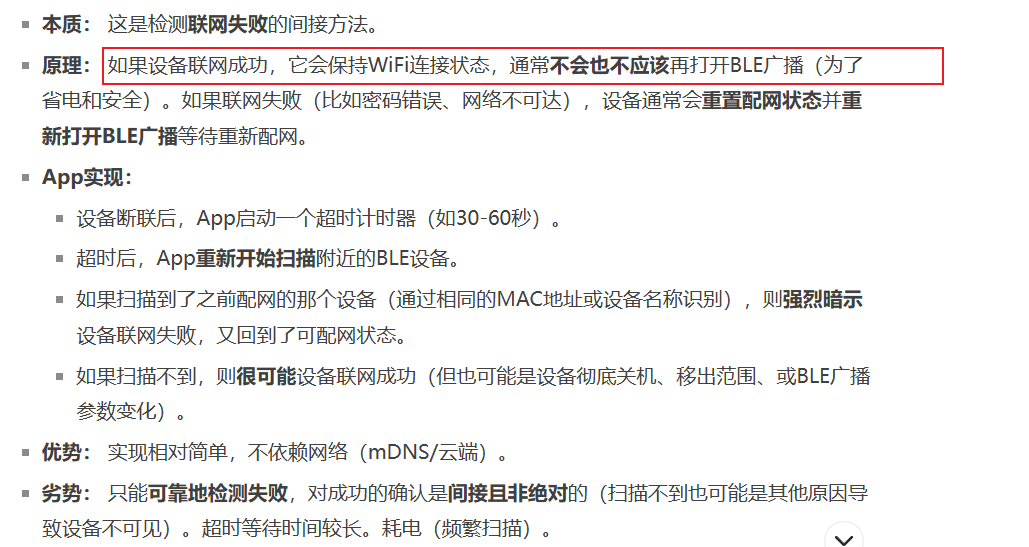 本质： 这是检测联网失败的间接方法。
原理： 如果设备联网成功，它会保持WiFi连接状态，通常不会也不应该再打开BLE广播（为了
省电和安全）。如果联网失败（比如密码错误、网络不可达），设备通常会重置配网状态并重
新打开BLE广播等待重新配网。
App实现：
设备断联后，App启动一个超时计时器（如30-60秒）。
超时后，App重新开始扫描附近的BLE设备。
如果扫描到了之前配网的那个设备（通过相同的MAC地址或设备名称识别），则强烈暗示
设备联网失败，又回到了可配网状态。
如果扫描不到，则很可能设备联网成功（但也可能是设备彻底关机、移出范围、或BLE广播
参数变化）。
优势： 实现相对简单，不依赖网络（mDNS/云端）。
劣势： 只能可靠地检测失败，对成功的确认是间接且非绝对的（扫描不到也可能是其他原因导
致设备不可见）。超时等待时间较长。耗电（频繁扫描）。